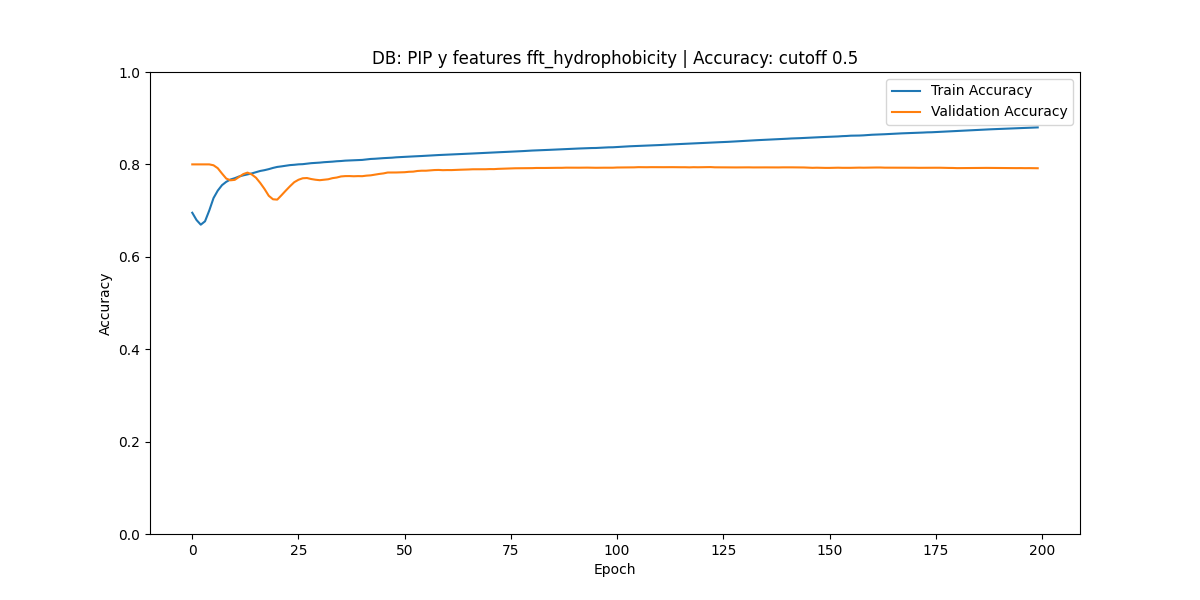 DB: PIP y features fft_hydrophobicity | Accuracy: cutoff 0.5
Train Accuracy
Validation Accuracy
Accuracy
1.0
0.8
0.6
0.4
0.2
0.0
0 25 50 75 100 125 150 175 200
Epoch